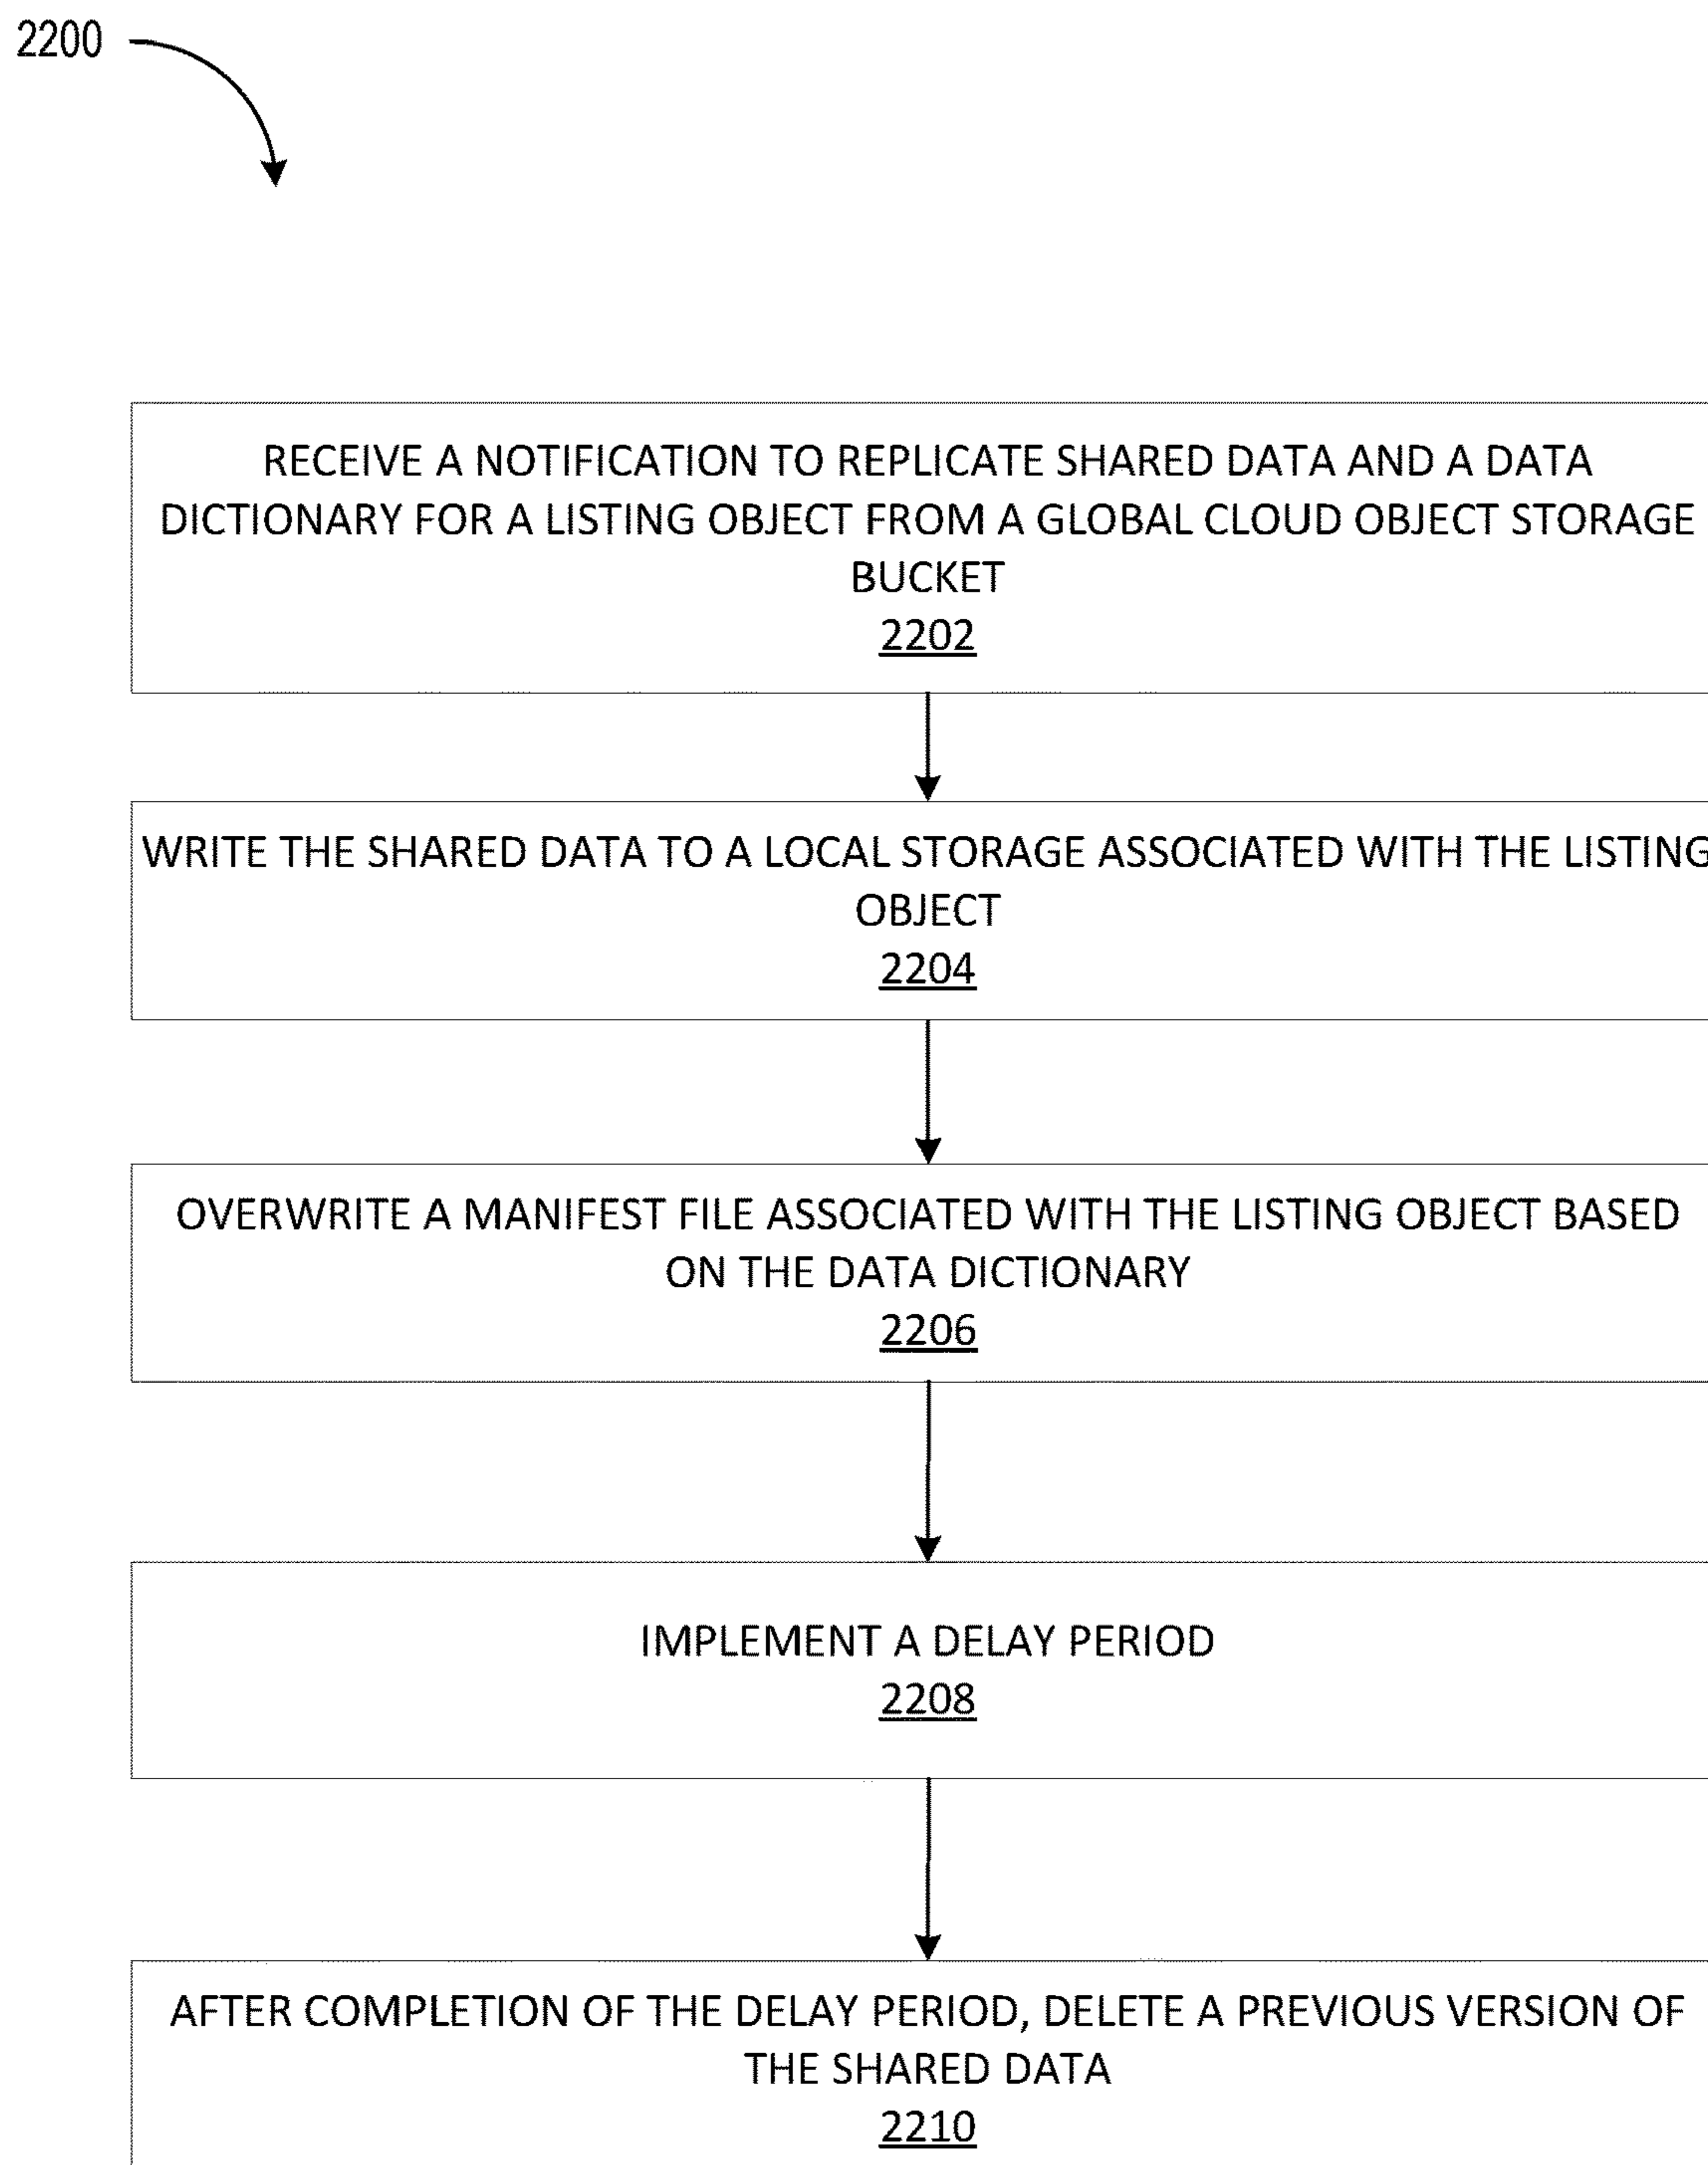 2200
RECEIVE A NOTIFICATION TO REPLICATE SHARED DATA AND A DATA
DICTIONARY FOR A LISTING OBJECT FROM A GLOBAL CLOUD OBJECT STORAGE
BUCKET
2202
WRITE THE SHARED DATA TO A LOCAL STORAGE ASSOCIATED WITH THE LISTING
OBJECT
2204
OVERWRITE A MANIFEST FILE ASSOCIATED WITH THE LISTING OBJECT BASED
ON THE DATA DICTIONARY
2206
IMPLEMENT A DELAY PERIOD
2208
AFTER COMPLETION OF THE DELAY PERIOD, DELETE A PREVIOUS VERSION OF
THE SHARED DATA
2210